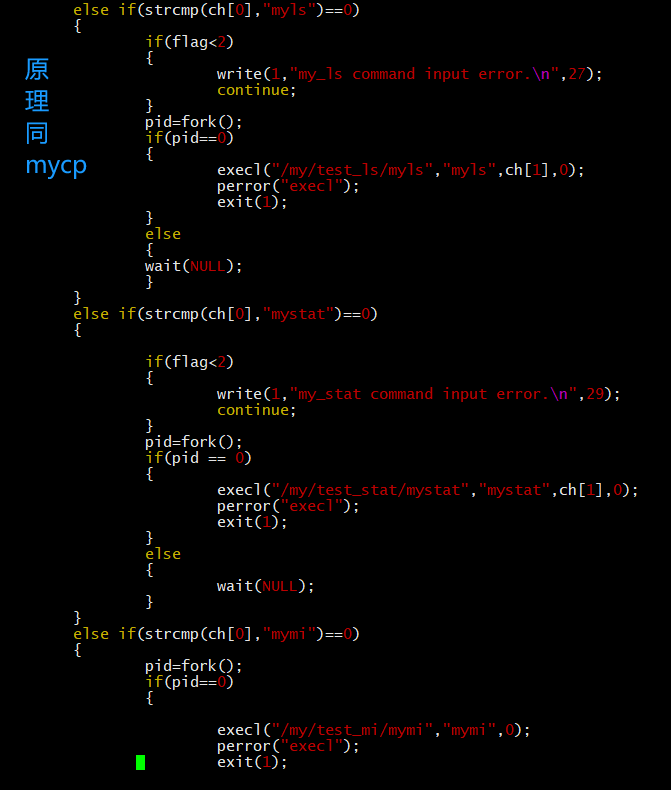 else if(strcmp(ch[0],"myls")==0)
{
if(flag<2)
{
write(1,"my_ls command input error.\n",27);
continue;
}
pid=fork();
if(pid==0)
{
execl("/my/test_ls/myls","myls",ch[1],0);
perror("execl");
exit(1);
}
else
{
wait(NULL);
}
}
else if(strcmp(ch[0],"mystat")==0)
{
if(flag<2)
{
write(1,"my_stat command input error.\n",29);
continue;
}
pid=fork();
if(pid == 0)
{
execl("/my/test_stat/mystat","mystat",ch[1],0);
perror("execl");
exit(1);
}
else
{
wait(NULL);
}
}
else if(strcmp(ch[0],"mymi")==0)
{
pid=fork();
if(pid==0)
{
execl("/my/test_mi/mymi","mymi",0);
perror("execl");
exit(1);
原
理
同
mycp